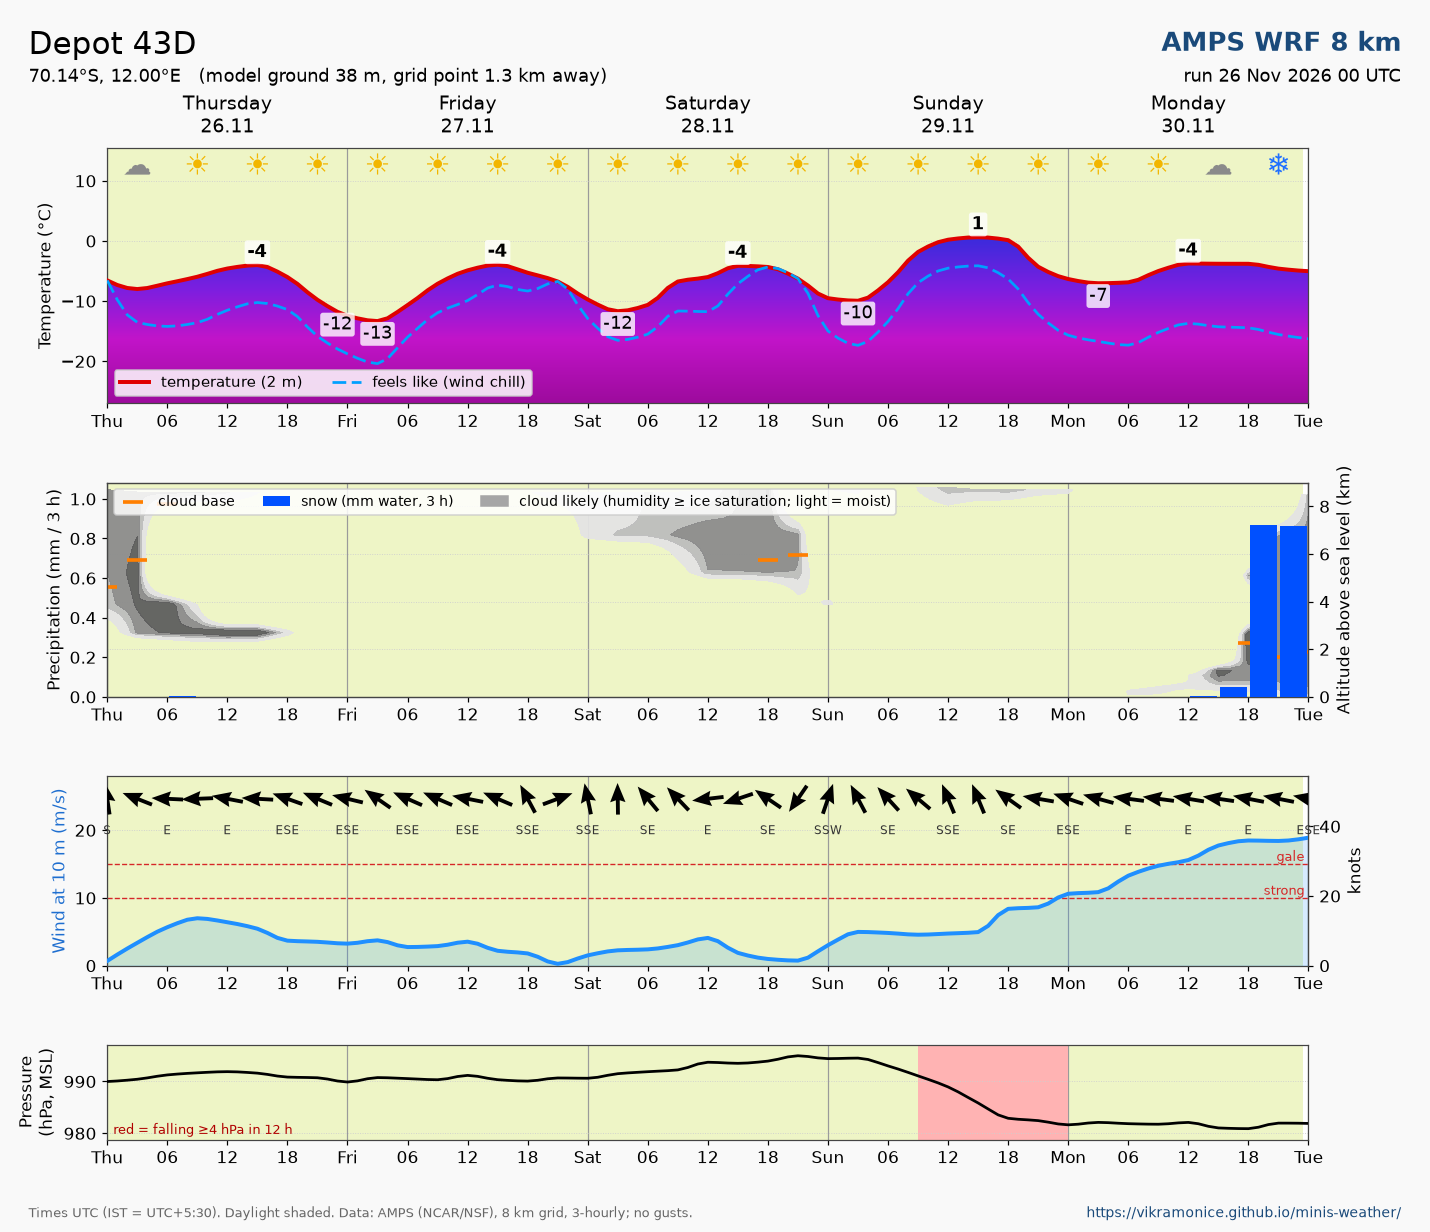 Depot 43D
AMPS WRF 8 km
70.14°S, 12.00°E (model ground 38 m, grid point 1.3 km away)
run 26 Nov 2026 00 UTC
Thursday Friday Saturday Sunday Monday
26.11 27.11 28.11 29.11 30.11
Temperature (°C)
10
0
−10
−20
-4 -4 -4 1 -4
-12 -13 -12 -10 -7
temperature (2 m) feels like (wind chill)
Thu 06 12 18 Fri 06 12 18 Sat 06 12 18 Sun 06 12 18 Mon 06 12 18 Tue
Precipitation (mm / 3 h)
1.0
0.8
0.6
0.4
0.2
0.0
cloud base snow (mm water, 3 h) cloud likely (humidity ≥ ice saturation; light = moist)
8
6
4
2
0
Altitude above sea level (km)
Thu 06 12 18 Fri 06 12 18 Sat 06 12 18 Sun 06 12 18 Mon 06 12 18 Tue
Wind at 10 m (m/s)
20
10
0
S E E ESE ESE ESE ESE SSE SSE SE E SE SSW SE SSE SE ESE E E E ESE
gale
strong
40
20
0
knots
Thu 06 12 18 Fri 06 12 18 Sat 06 12 18 Sun 06 12 18 Mon 06 12 18 Tue
Pressure
(hPa, MSL)
990
980
red = falling ≥4 hPa in 12 h
Thu 06 12 18 Fri 06 12 18 Sat 06 12 18 Sun 06 12 18 Mon 06 12 18 Tue
Times UTC (IST = UTC+5:30). Daylight shaded. Data: AMPS (NCAR/NSF), 8 km grid, 3-hourly; no gusts.
https://vikramonice.github.io/minis-weather/